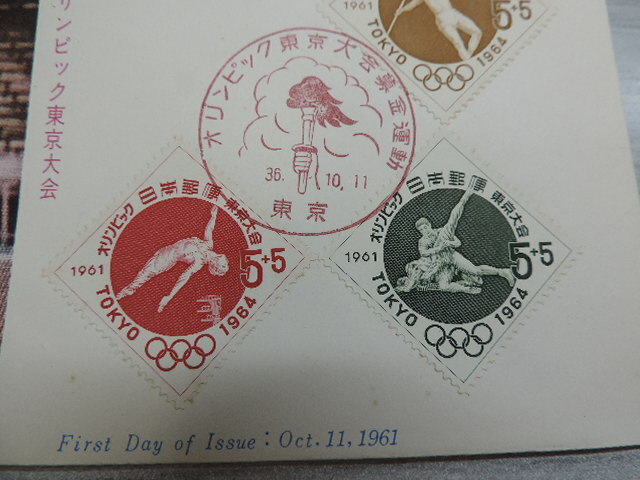 リンピック東京大会
1961
5+5
TOKYO 1964
オリンピック東京大会募金運動
36. 10. 11
東京
日本郵便
オリンピック 東京大会
1961
5+5
TOKYO 1964
日本郵便
オリンピック 東京大会
1961
5+5
TOKYO 1964
First Day of Issue : Oct. 11, 1961